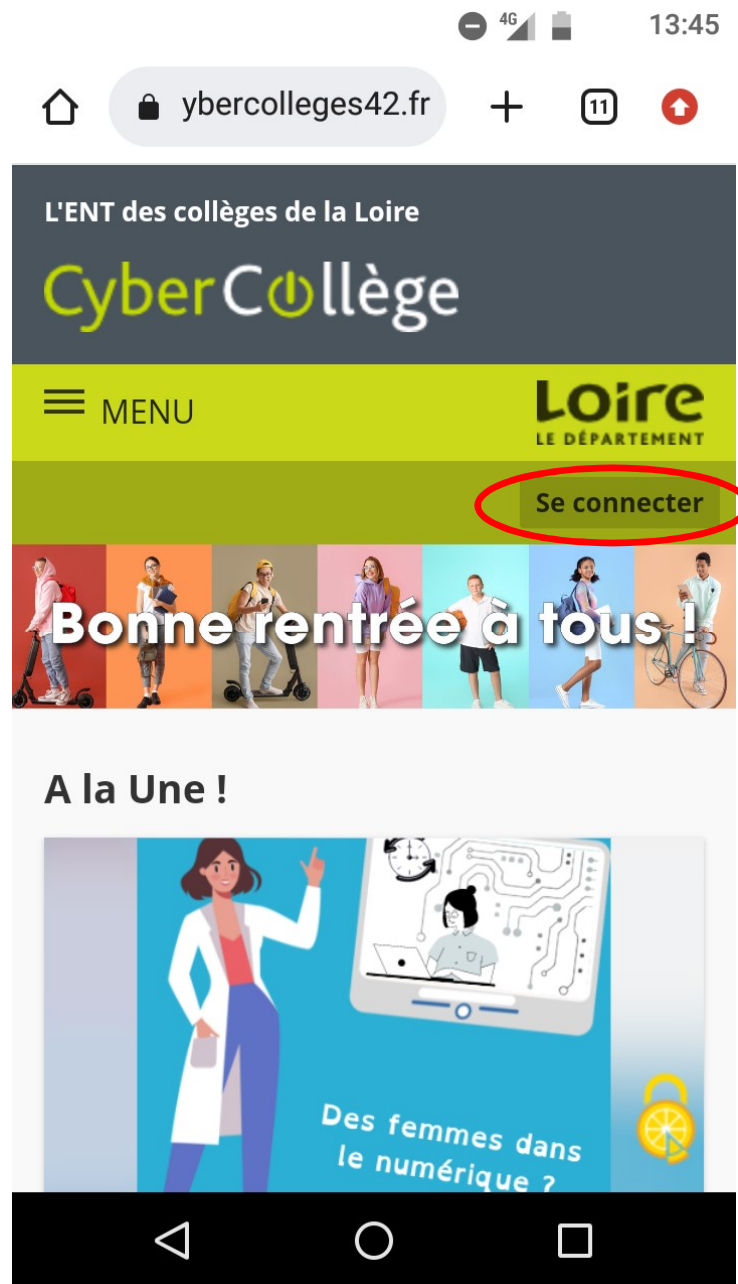 4G 13:45
ybercolleges42.fr 11
L'ENT des collèges de la Loire
CyberCollège
MENU
Loire
LE DÉPARTEMENT
Se connecter
Bonne rentrée à tous !
A la Une !
Des femmes dans
le numérique ?